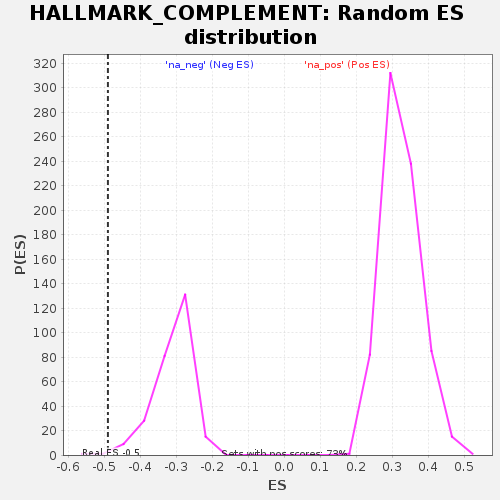 HALLMARK_COMPLEMENT: Random ES
distribution
'na_neg' (Neg ES) 'na_pos' (Pos ES)
320
300
280
260
240
220
200
180
160
140
120
100
80
60
40
20
0
P(ES)
Real ES -0.5 Sets with pos scores: 73%
-0.6 -0.5 -0.4 -0.3 -0.2 -0.1 0.0 0.1 0.2 0.3 0.4 0.5
ES